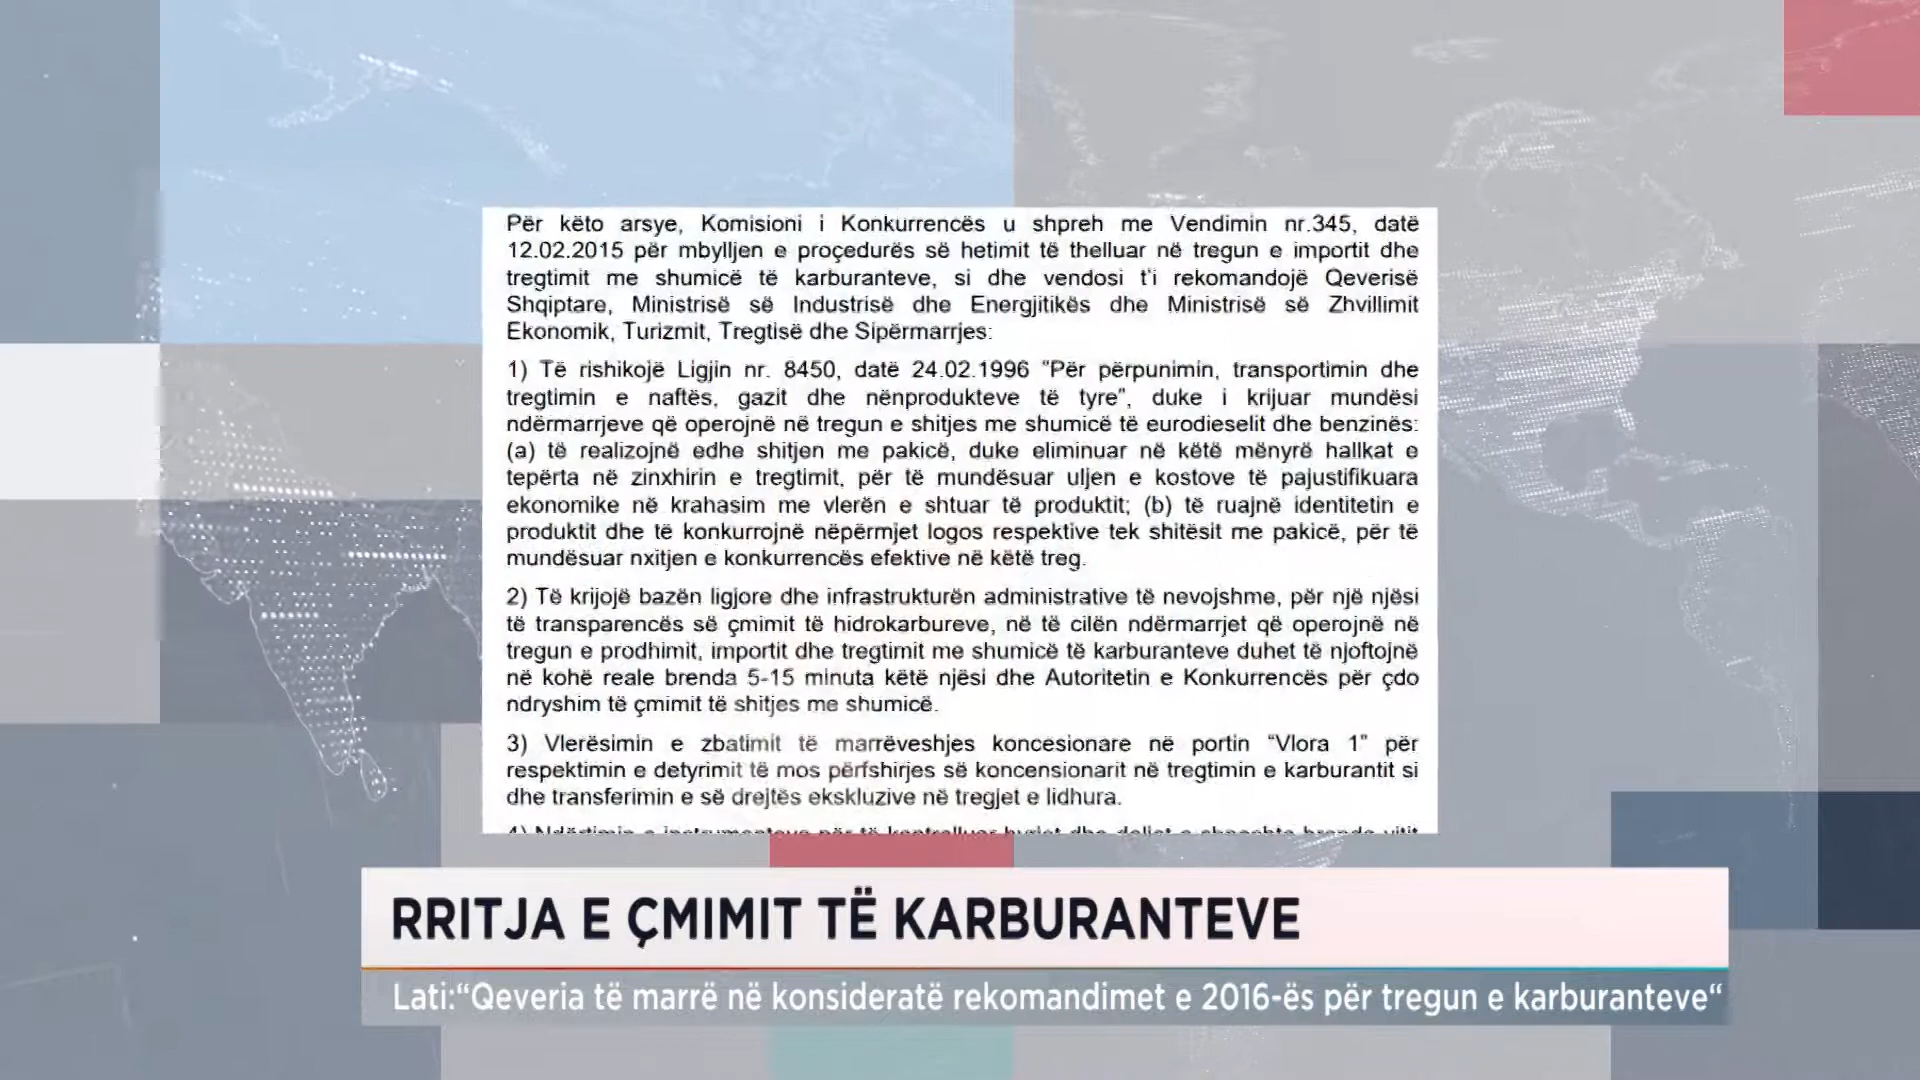 Për këto arsye, Komisioni i Konkurrencës u shpreh me Vendimin nr.345, datë
12.02.2015 për mbylljen e proçedurës së hetimit të thelluar në tregun e importit dhe
tregtimit me shumicë të karburanteve, si dhe vendosi t'i rekomandojë Qeverisë
Shqiptare, Ministrisë së Industrisë dhe Energjitikës dhe Ministrisë së Zhvillimit
Ekonomik, Turizmit, Tregtisë dhe Sipërmarrjes:
1) Të rishikojë Ligjin nr. 8450, datë 24.02.1996 "Për përpunimin, transportimin dhe
tregtimin e naftës, gazit dhe nënprodukteve të tyre", duke i krijuar mundësi
ndërmarrjeve që operojnë në tregun e shitjes me shumicë të eurodieselit dhe benzinës:
(a) të realizojnë edhe shitjen me pakicë, duke eliminuar në këtë mënyrë hallkat e
tepërta në zinxhirin e tregtimit, për të mundësuar uljen e kostove të pajustifikuara
ekonomike në krahasim me vlerën e shtuar të produktit; (b) të ruajnë identitetin e
produktit dhe të konkurrojnë nëpërmjet logos respektive tek shitësit me pakicë, për të
mundësuar nxitjen e konkurrencës efektive në këtë treg.
2) Të krijojë bazën ligjore dhe infrastrukturën administrative të nevojshme, për një njësi
të transparencës së çmimit të hidrokarbureve, në të cilën ndërmarrjet që operojnë në
tregun e prodhimit, importit dhe tregtimit me shumicë të karburanteve duhet të njoftojnë
në kohë reale brenda 5-15 minuta këtë njësi dhe Autoritetin e Konkurrencës për çdo
ndryshim të çmimit të shitjes me shumicë.
3) Vlerësimin e zbatimit të marrëveshjes koncesionare në portin “Vlora 1” për
respektimin e detyrimit të mos përfshirjes së koncensionarit në tregtimin e karburantit si
dhe transferimin e së drejtës ekskluzive në tregjet e lidhura.
4) Ndërtimin e instrumenteve për të kontrolluar hyrjet dhe daljet e shpeshta brenda vitit
RRITJA E ÇMIMIT TË KARBURANTEVE
Lati:“Qeveria të marrë në konsideratë rekomandimet e 2016-ës për tregun e karburanteve“